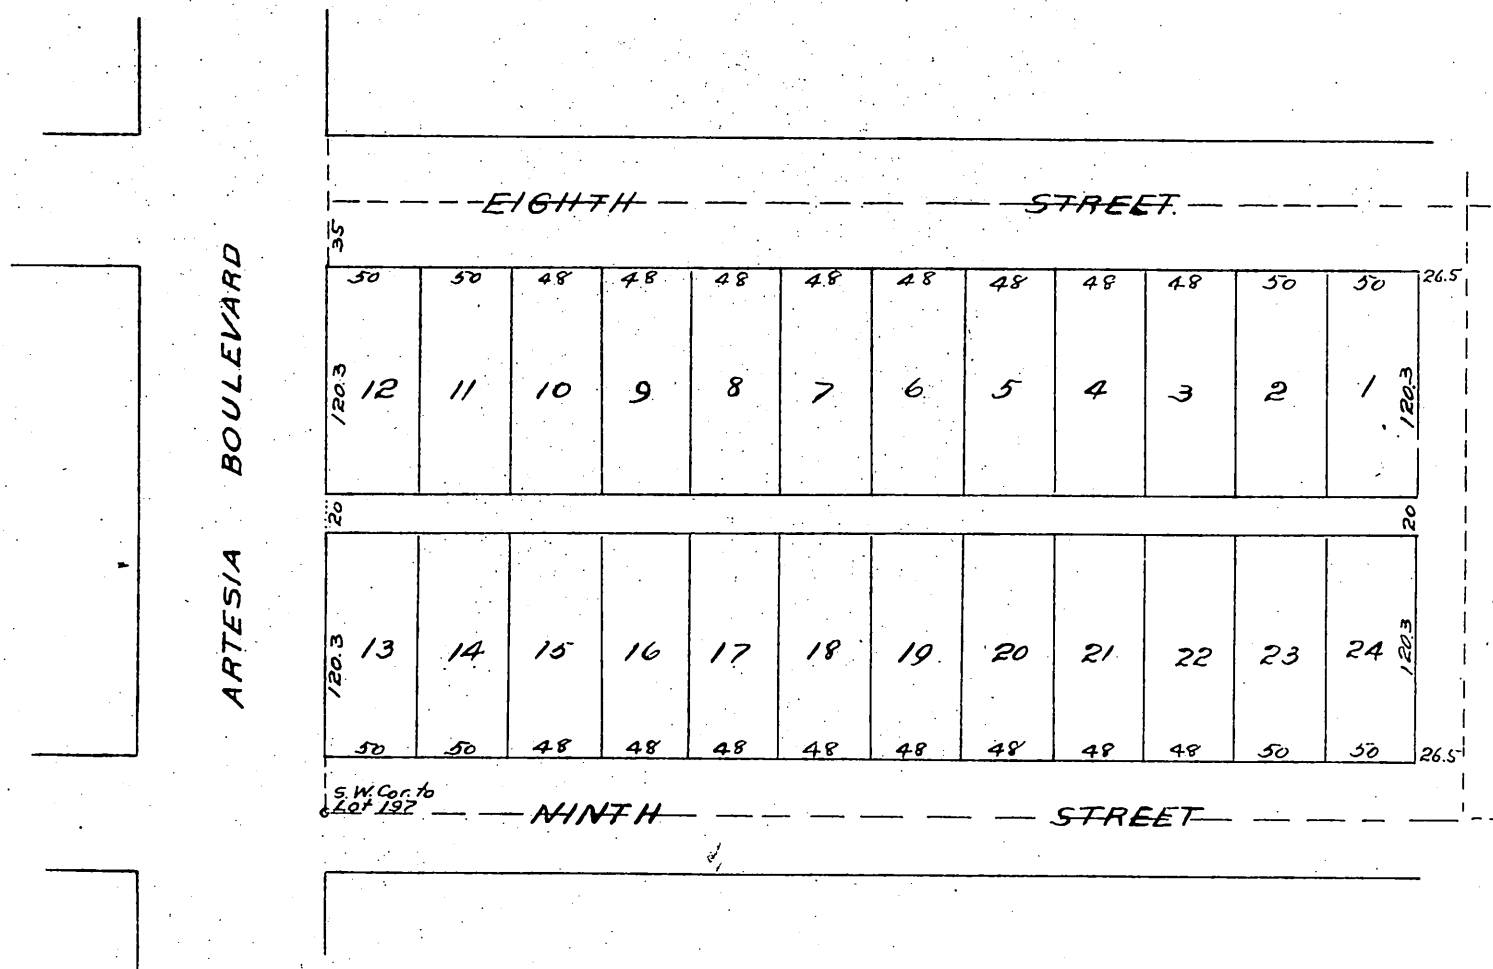 EIGHTH STREET.
35
50 50 48 48 48 48 48 48 48 48 50 50 26.5
ARTESIA BOULEVARD
120.3 12 11 10 9 8 7 6 5 4 3 2 1 120.3
20 20
120.3 13 14 15 16 17 18 19 20 21 22 23 24 120.3
50 50 48 48 48 48 48 48 48 48 50 50 26.5
S.W. Cor. to
Lot 197
NINTH STREET